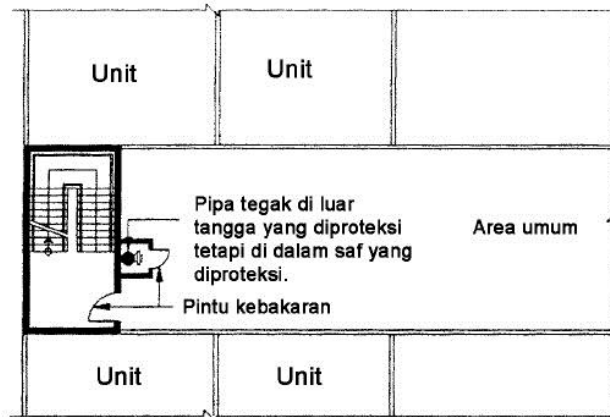 Unit
Unit
Pipa tegak di luar
tangga yang diproteksi
tetapi di dalam saf yang
diproteksi.
Area umum
Pintu kebakaran
Unit
Unit